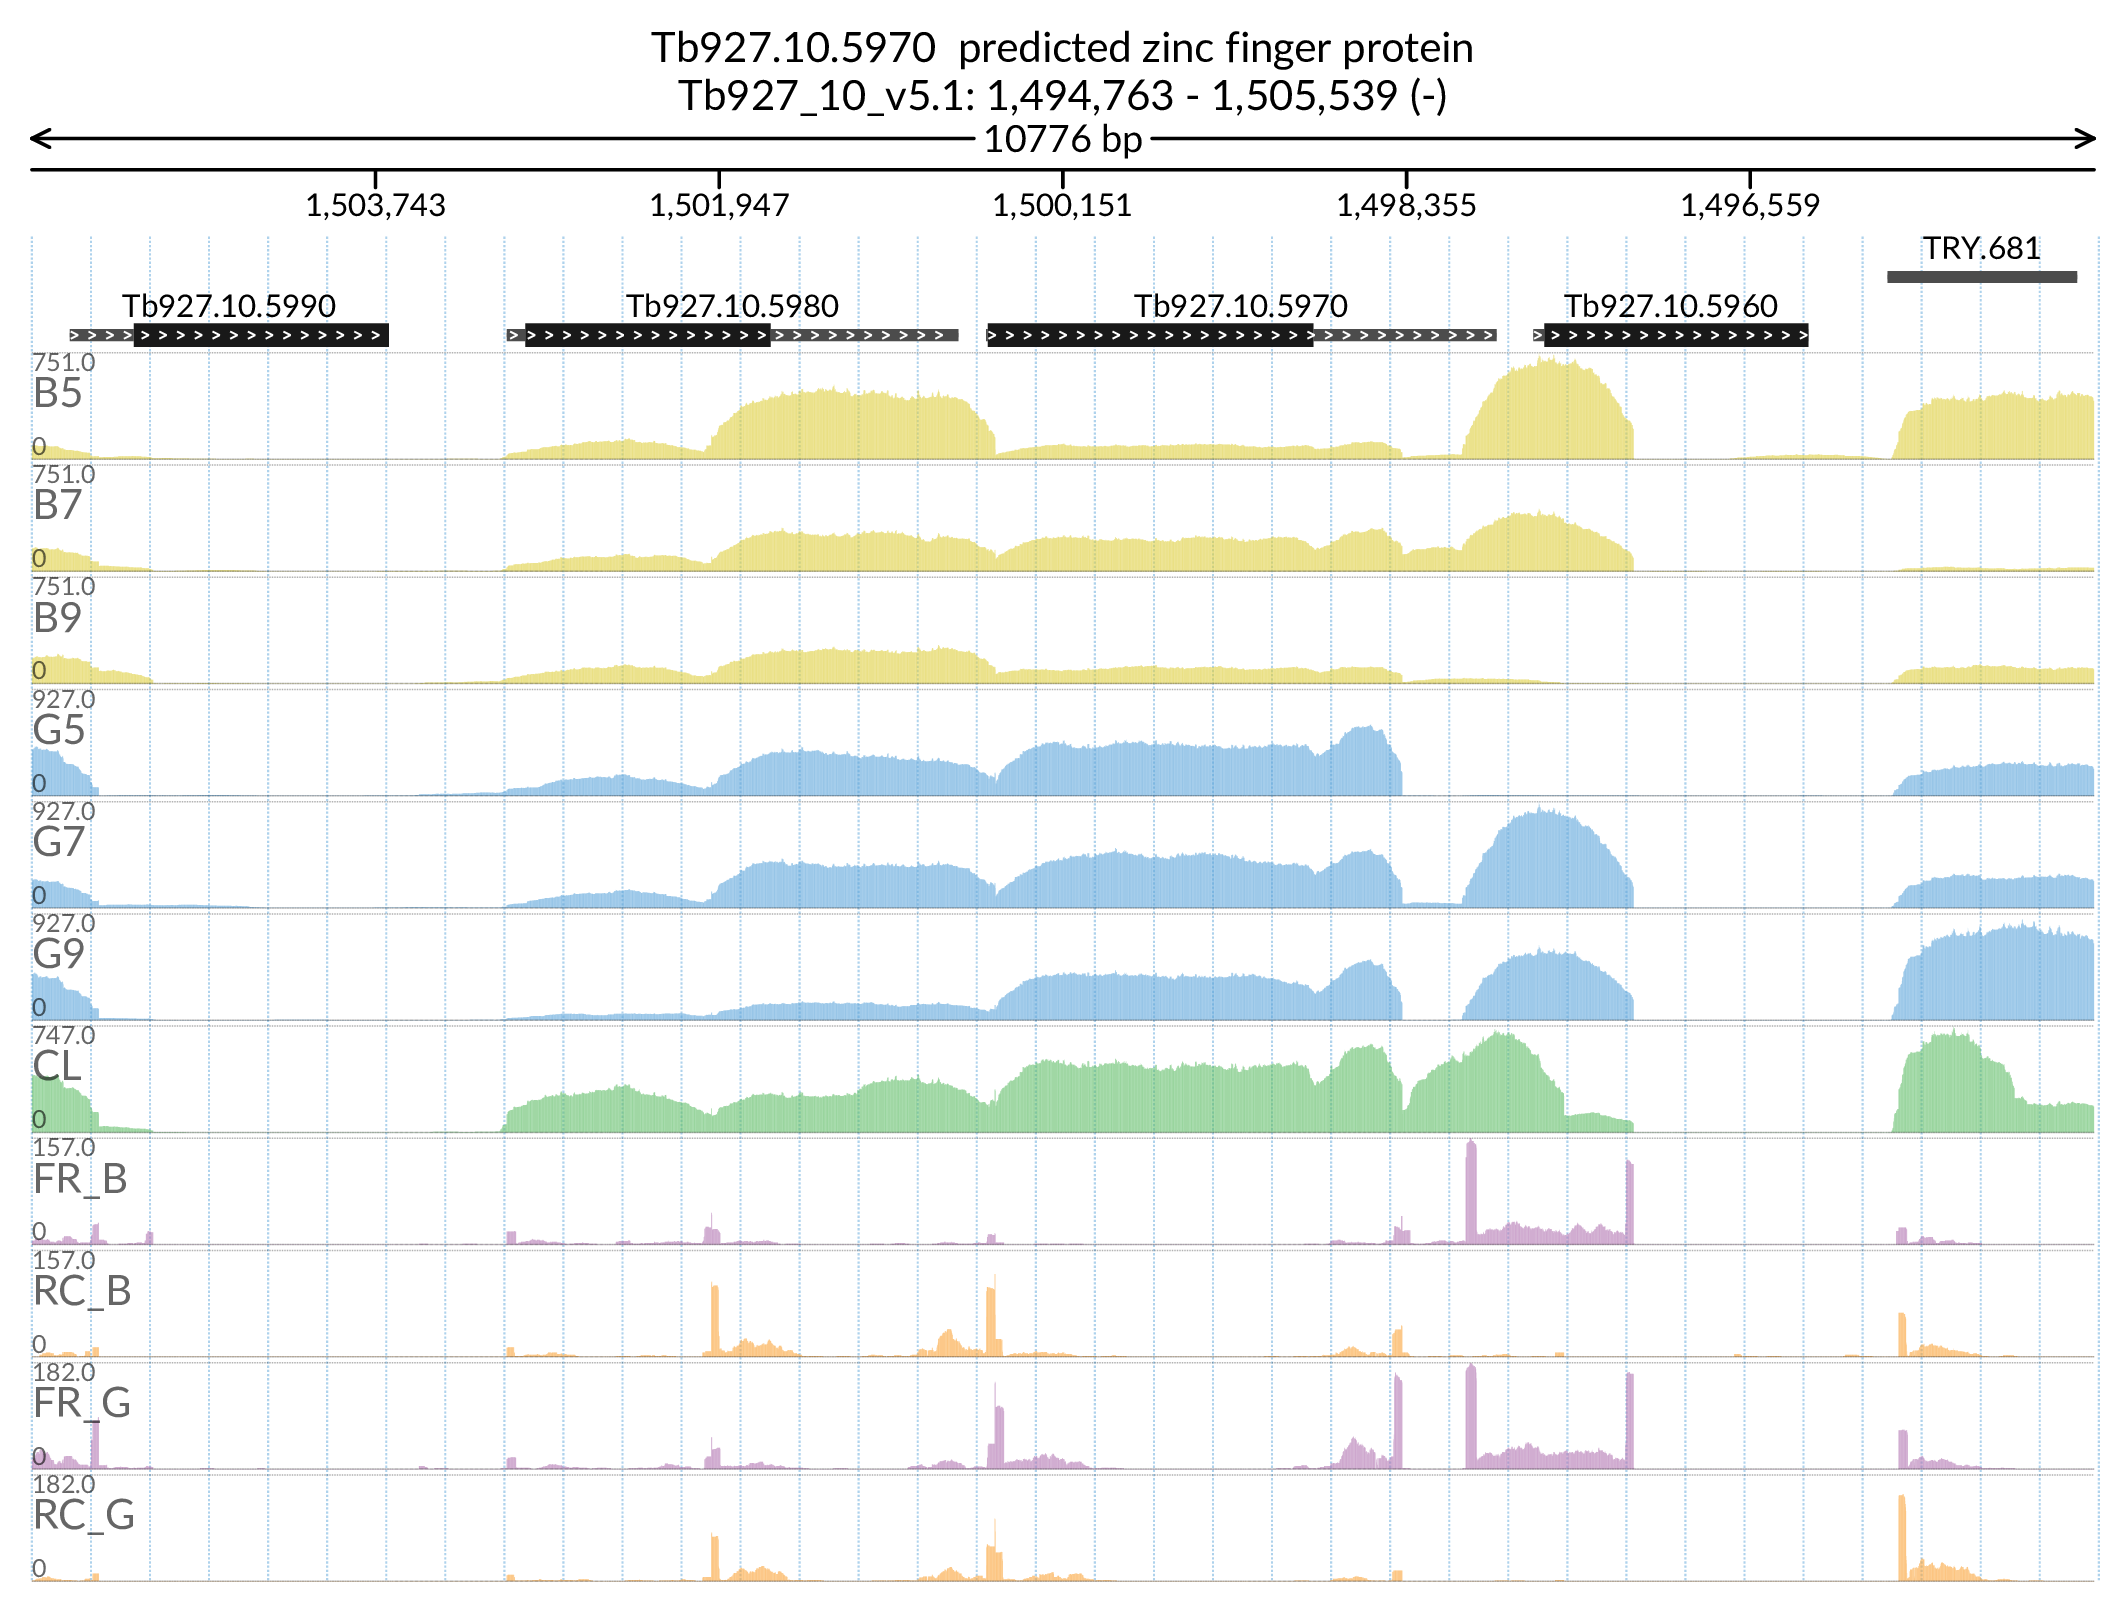 Tb927.10.5970  predicted zinc finger protein
Tb927_10_v5.1: 1,494,763 - 1,505,539 (-)
10776 bp
1,503,743 1,501,947 1,500,151 1,498,355 1,496,559
TRY.681
Tb927.10.5990 Tb927.10.5980 Tb927.10.5970 Tb927.10.5960
751.0
B5
0
751.0
B7
0
751.0
B9
0
927.0
G5
0
927.0
G7
0
927.0
G9
0
747.0
CL
0
157.0
FR_B
0
157.0
RC_B
0
182.0
FR_G
0
182.0
RC_G
0